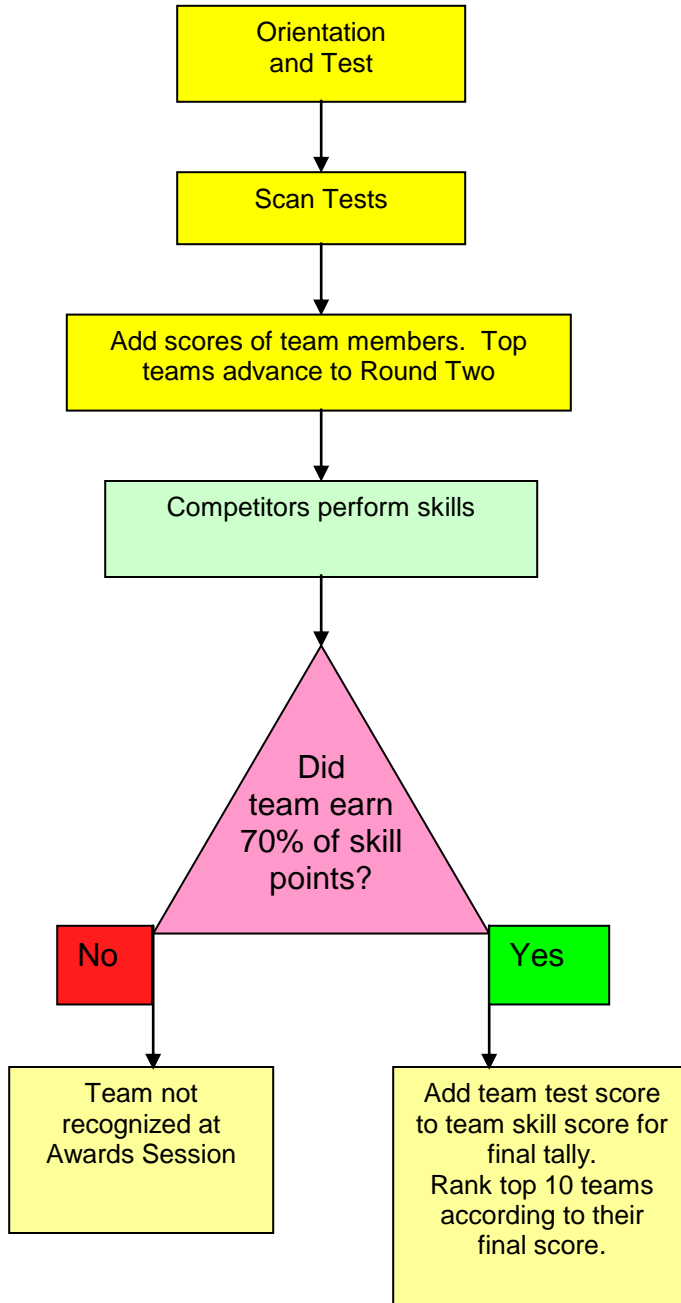 Orientation
and Test
Scan Tests
Add scores of team members.  Top
teams advance to Round Two
Competitors perform skills
Did
team earn
70% of skill
points?
No
Yes
Team not
recognized at
Awards Session
Add team test score
to team skill score for
final tally.
Rank top 10 teams
according to their
final score.